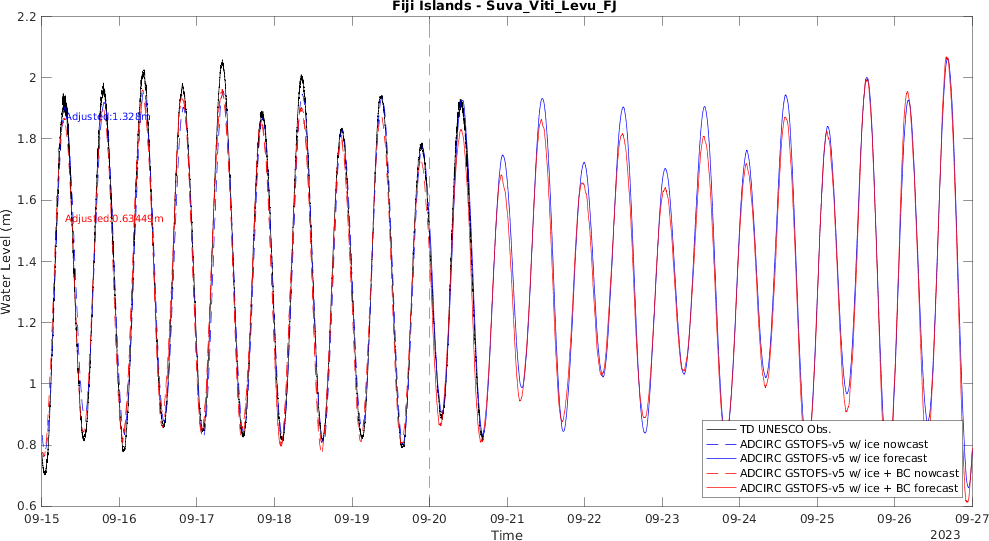 Fiji Islands - Suva_Viti_Levu_FJ
2.2
2
1.8
1.6
1.4
1.2
1
0.8
0.6
Water Level (m)
Adjusted:1.328m
Adjusted:0.63449m
TD UNESCO Obs.
ADCIRC GSTOFS-v5 w/ ice nowcast
ADCIRC GSTOFS-v5 w/ ice forecast
ADCIRC GSTOFS-v5 w/ ice + BC nowcast
ADCIRC GSTOFS-v5 w/ ice + BC forecast
09-15 09-16 09-17 09-18 09-19 09-20 09-21 09-22 09-23 09-24 09-25 09-26 09-27
Time
2023